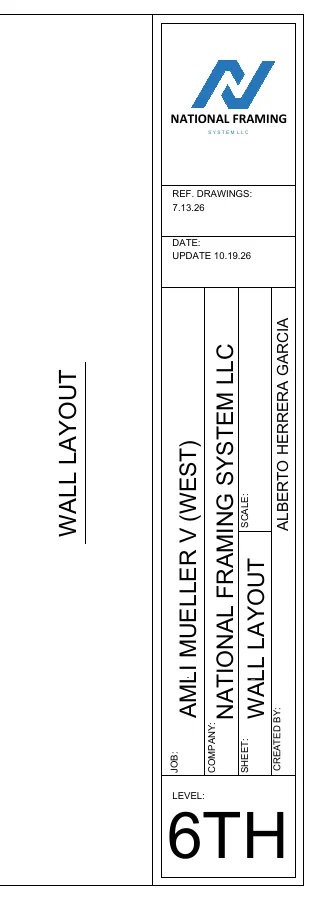 WALL LAYOUT
NATIONAL FRAMING
SYSTEM LLC
REF. DRAWINGS:
7.13.26
DATE:
UPDATE 10.19.26
JOB:
AMLI MUELLER V (WEST)
COMPANY:
NATIONAL FRAMING SYSTEM LLC
SHEET:
WALL LAYOUT
SCALE:
CREATED BY:
ALBERTO HERRERA GARCIA
LEVEL:
6TH